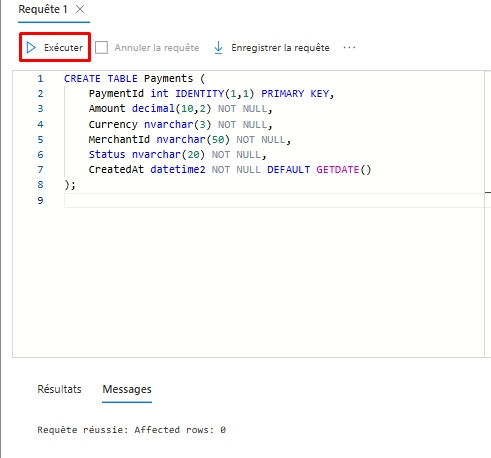 Requête 1
Exécuter Annuler la requête Enregistrer la requête ...
1 CREATE TABLE Payments (
2 PaymentId int IDENTITY(1,1) PRIMARY KEY,
3 Amount decimal(10,2) NOT NULL,
4 Currency nvarchar(3) NOT NULL,
5 MerchantId nvarchar(50) NOT NULL,
6 Status nvarchar(20) NOT NULL,
7 CreatedAt datetime2 NOT NULL DEFAULT GETDATE()
8 );
9
Résultats Messages
Requête réussie: Affected rows: 0